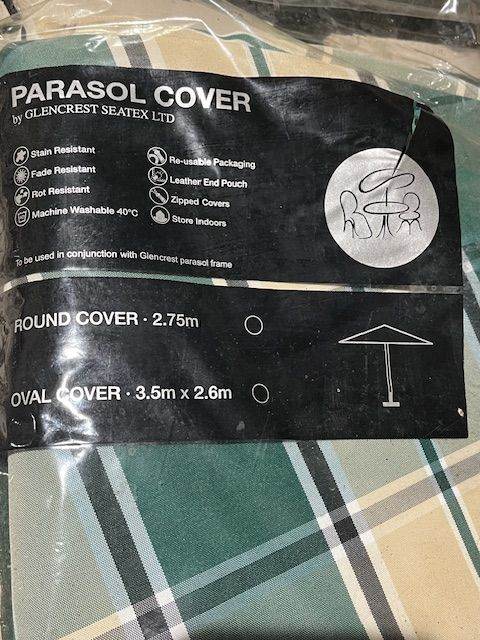 PARASOL COVER
by GLENCREST SEATEX LTD
Stain Resistant
Fade Resistant
Rot Resistant
Machine Washable 40°C
Re-usable Packaging
Leather End Pouch
Zipped Covers
Store Indoors
To be used in conjunction with Glencrest parasol frame
ROUND COVER · 2.75m
OVAL COVER · 3.5m x 2.6m